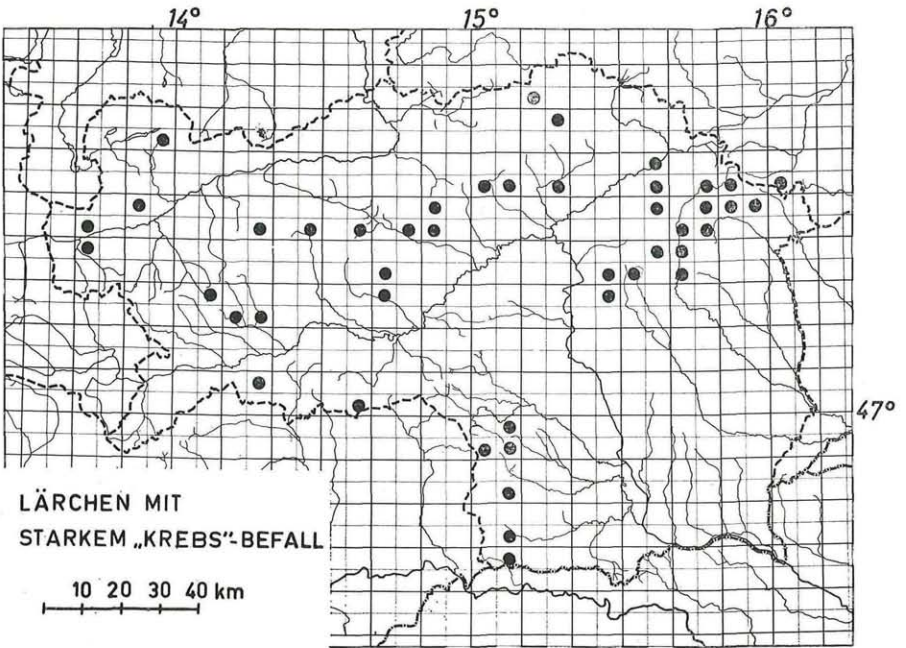 14° 15° 16°
47°
LÄRCHEN MIT
STARKEM „KREBS“-BEFALL
10 20 30 40 km